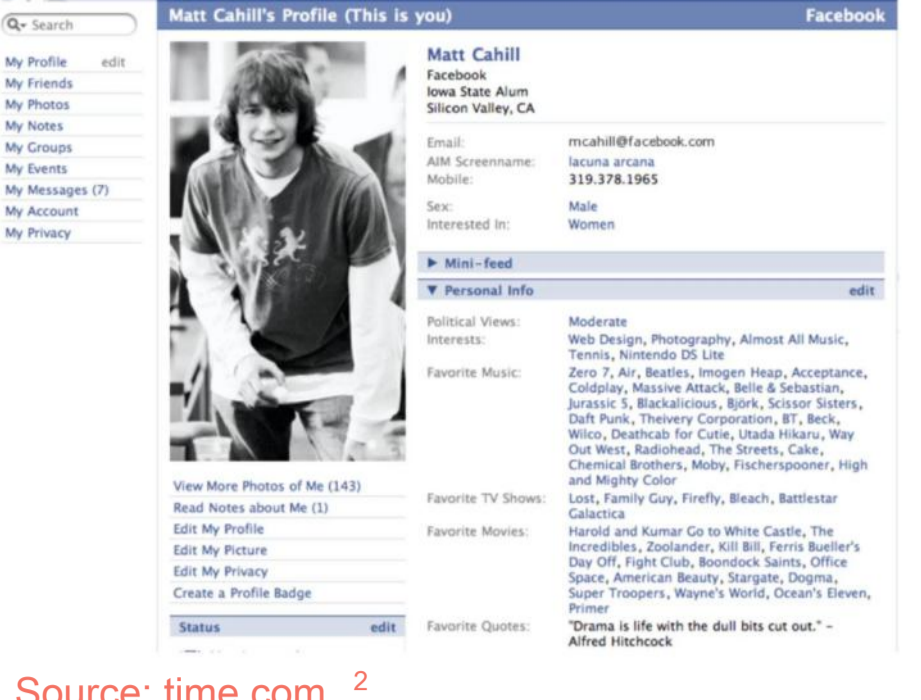 Matt Cahill's Profile (This is you)
Facebook
Search
My Profile edit
My Friends
My Photos
My Notes
My Groups
My Events
My Messages (7)
My Account
My Privacy
View More Photos of Me (143)
Read Notes about Me (1)
Edit My Profile
Edit My Picture
Edit My Privacy
Create a Profile Badge
Status edit
Matt Cahill
Facebook
Iowa State Alum
Silicon Valley, CA
Email: mcahill@facebook.com
AIM Screenname: lacuna arcana
Mobile: 319.378.1965
Sex: Male
Interested In: Women
Mini-feed
Personal Info edit
Political Views: Moderate
Interests: Web Design, Photography, Almost All Music,
Tennis, Nintendo DS Lite
Favorite Music: Zero 7, Air, Beatles, Imogen Heap, Acceptance,
Coldplay, Massive Attack, Belle & Sebastian,
Jurassic 5, Blackalicious, Björk, Scissor Sisters,
Daft Punk, Theivery Corporation, BT, Beck,
Wilco, Deathcab for Cutie, Utada Hikaru, Way
Out West, Radiohead, The Streets, Cake,
Chemical Brothers, Moby, Fischerspooner, High
and Mighty Color
Favorite TV Shows: Lost, Family Guy, Firefly, Bleach, Battlestar
Galactica
Favorite Movies: Harold and Kumar Go to White Castle, The
Incredibles, Zoolander, Kill Bill, Ferris Bueller's
Day Off, Fight Club, Boondock Saints, Office
Space, American Beauty, Stargate, Dogma,
Super Troopers, Wayne's World, Ocean's Eleven,
Primer
Favorite Quotes: "Drama is life with the dull bits cut out." –
Alfred Hitchcock
Source: time.com 2